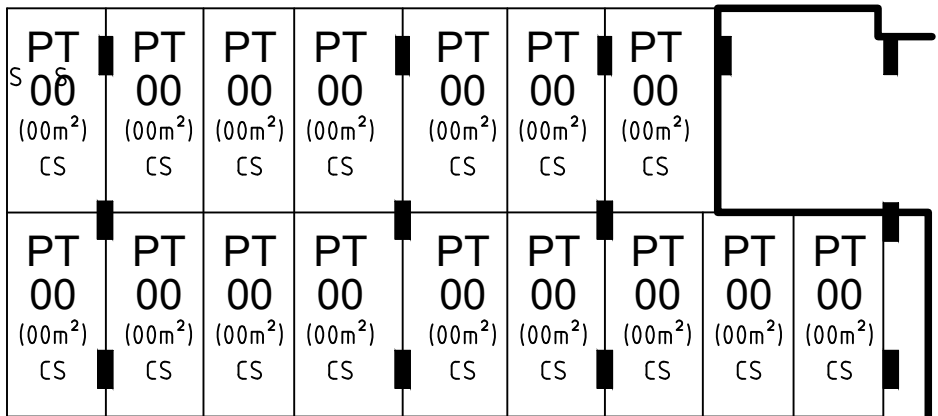 PT PT PT PT PT PT PT
S S
00 00 00 00 00 00 00
(00m²) (00m²) (00m²) (00m²) (00m²) (00m²) (00m²)
CS CS CS CS CS CS CS
PT PT PT PT PT PT PT PT PT
00 00 00 00 00 00 00 00 00
(00m²) (00m²) (00m²) (00m²) (00m²) (00m²) (00m²) (00m²) (00m²)
CS CS CS CS CS CS CS CS CS